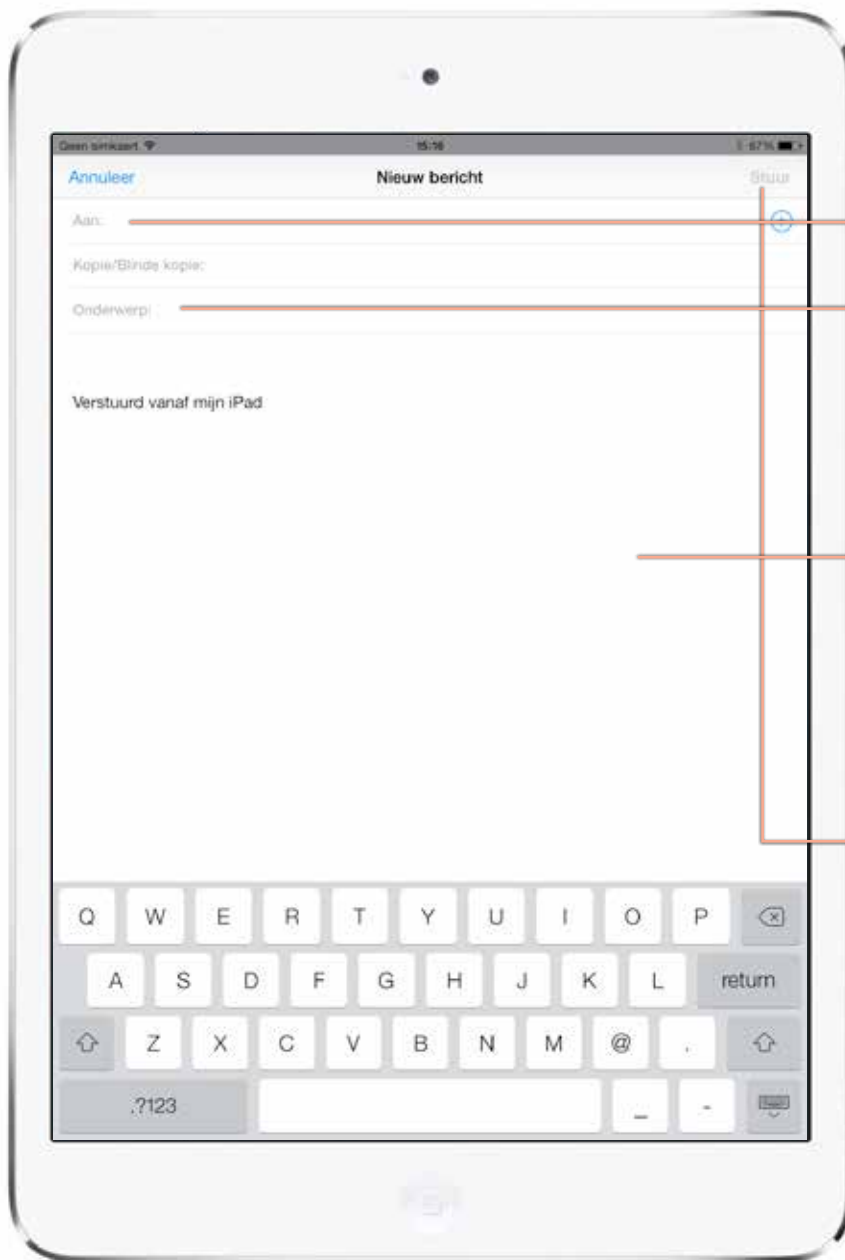 Geen simkaart 15:16 67%
Annuleer Nieuw bericht Stuur
Aan:
Kopie/Blinde kopie:
Onderwerp:
Verstuurd vanaf mijn iPad
Q W E R T Y U I O P
A S D F G H J K L return
Z X C V B N M @ .
.?123 _ -